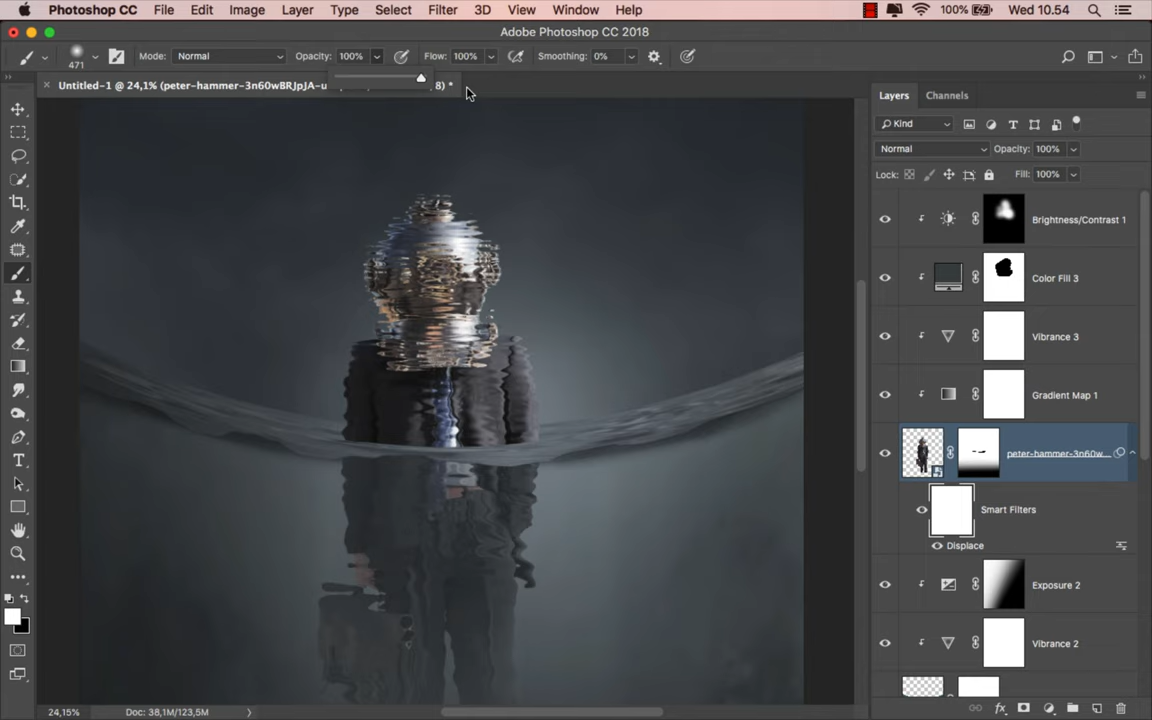 Photoshop CC File Edit Image Layer Type Select Filter 3D View Window Help 100% Wed 10.54
Adobe Photoshop CC 2018
471 Mode: Normal Opacity: 100% Flow: 100% Smoothing: 0%
Untitled-1 @ 24,1% (peter-hammer-3n60wBRJpJA-u 8) *
Layers Channels
Kind
Normal Opacity: 100%
Lock: Fill: 100%
Brightness/Contrast 1
Color Fill 3
Vibrance 3
Gradient Map 1
peter-hammer-3n60w...
Smart Filters
Displace
Exposure 2
Vibrance 2
24,15% Doc: 38,1M/123,5M
fx